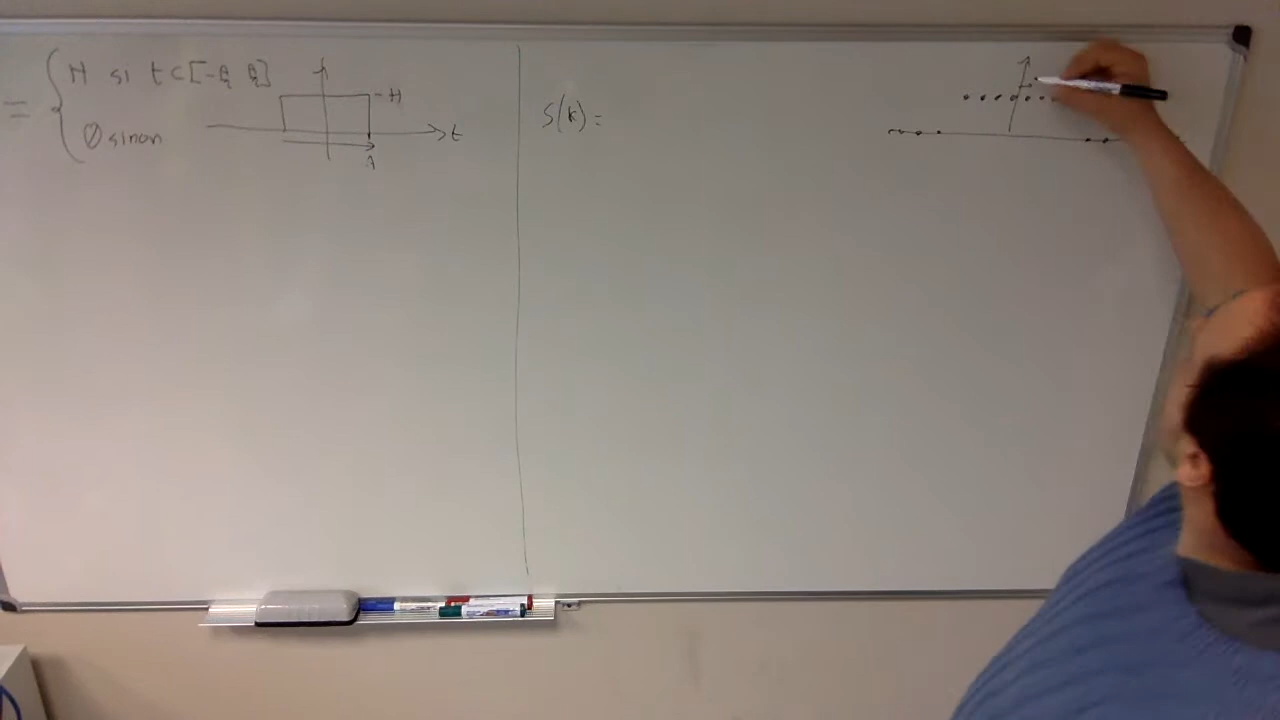 = { H si t ∈ [-
0 sinon
H
t
A
S(k) =